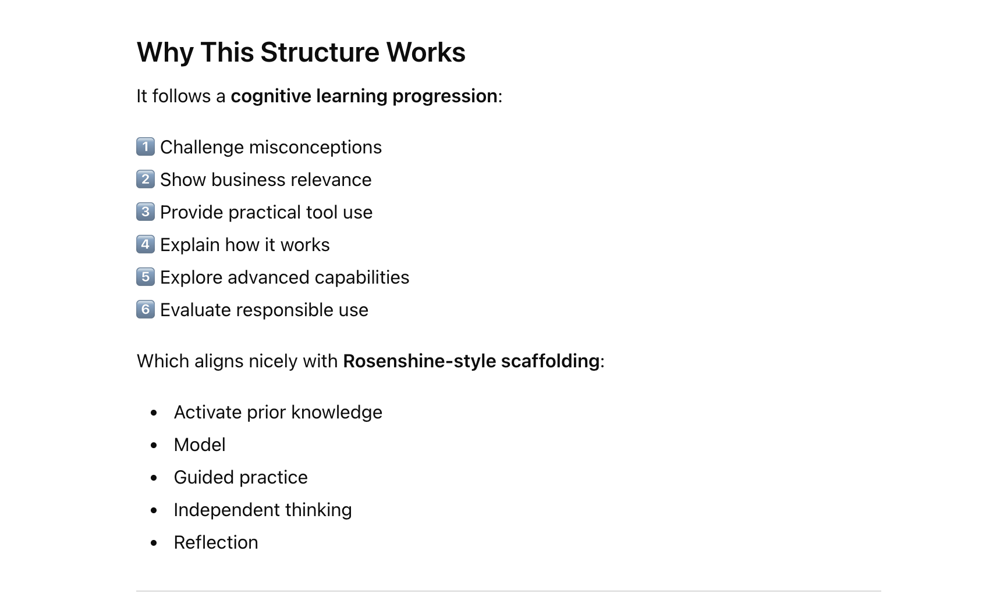 Why This Structure Works
It follows a cognitive learning progression:
1️⃣ Challenge misconceptions
2️⃣ Show business relevance
3️⃣ Provide practical tool use
4️⃣ Explain how it works
5️⃣ Explore advanced capabilities
6️⃣ Evaluate responsible use
Which aligns nicely with Rosenshine-style scaffolding:
• Activate prior knowledge
• Model
• Guided practice
• Independent thinking
• Reflection